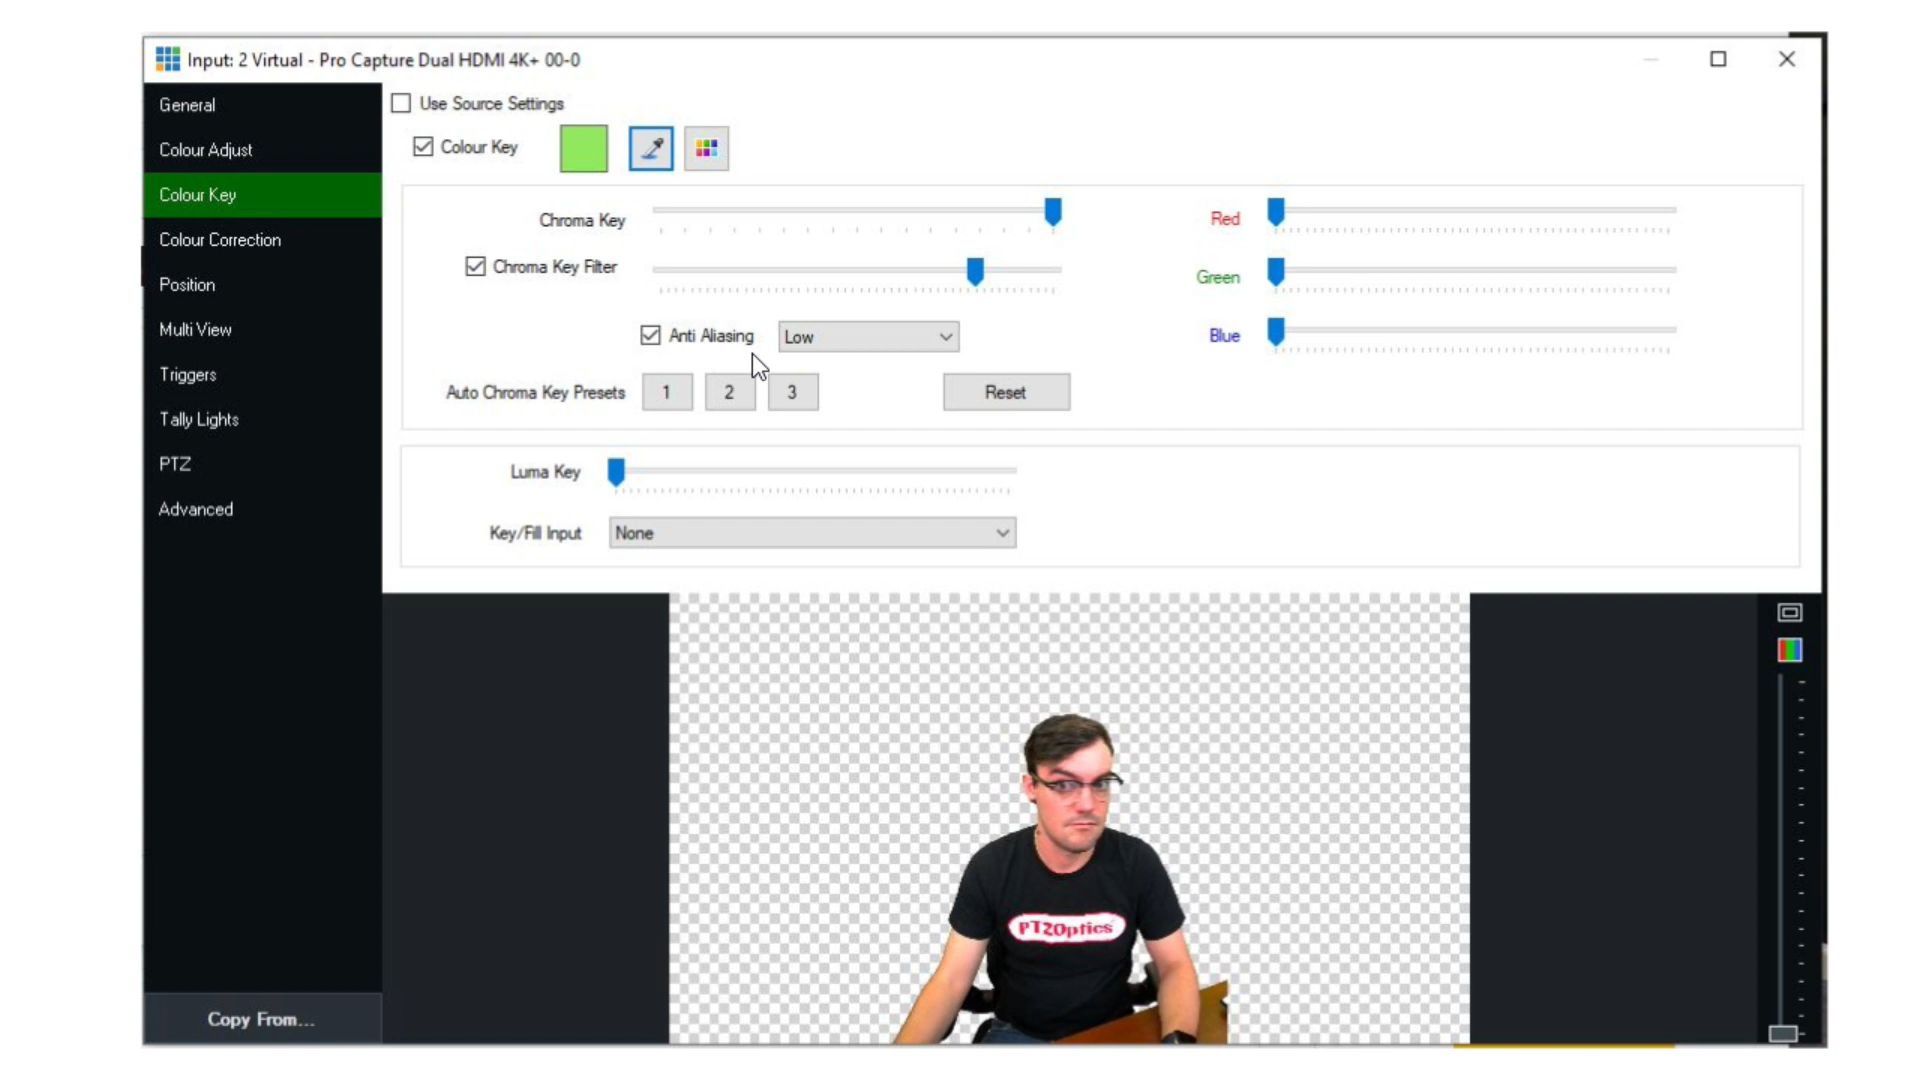 Input: 2 Virtual - Pro Capture Dual HDMI 4K+ 00-0
General
Colour Adjust
Colour Key
Colour Correction
Position
Multi View
Triggers
Tally Lights
PTZ
Advanced
Copy From...
Use Source Settings
Colour Key
Chroma Key
Red
Chroma Key Filter
Green
Anti Aliasing Low
Blue
Auto Chroma Key Presets 1 2 3 Reset
Luma Key
Key/Fill Input None
PTZOptics